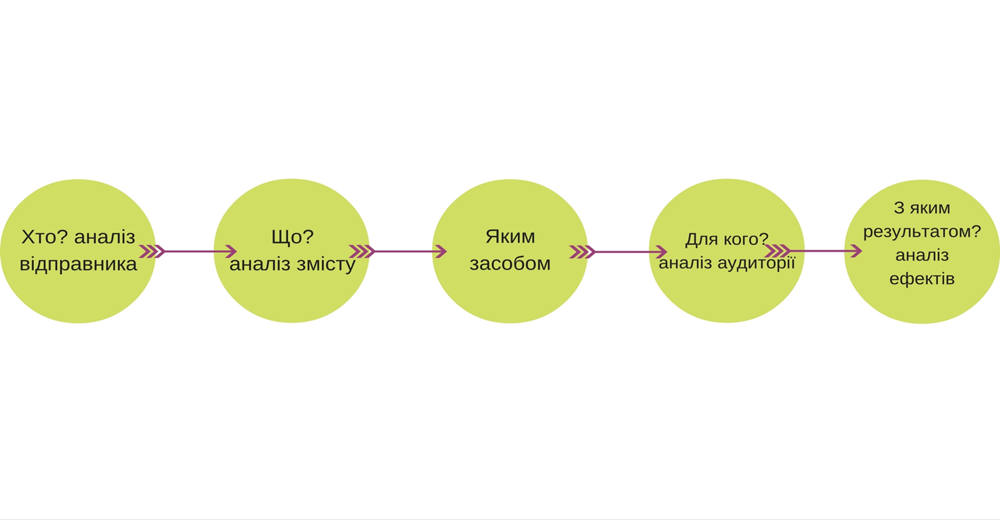 Хто? аналіз
відправника
Що?
аналіз змісту
Яким
засобом
Для кого?
аналіз аудиторії
З яким
результатом?
аналіз
ефектів